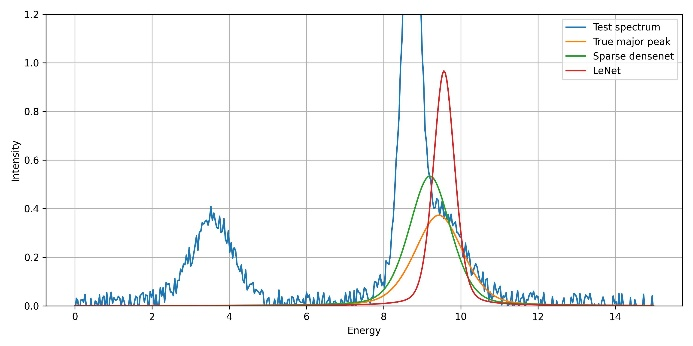 1.2
1.0
0.8
0.6
0.4
0.2
0.0
Intensity
0 2 4 6 8 10 12 14
Energy
Test spectrum
True major peak
Sparse densenet
LeNet